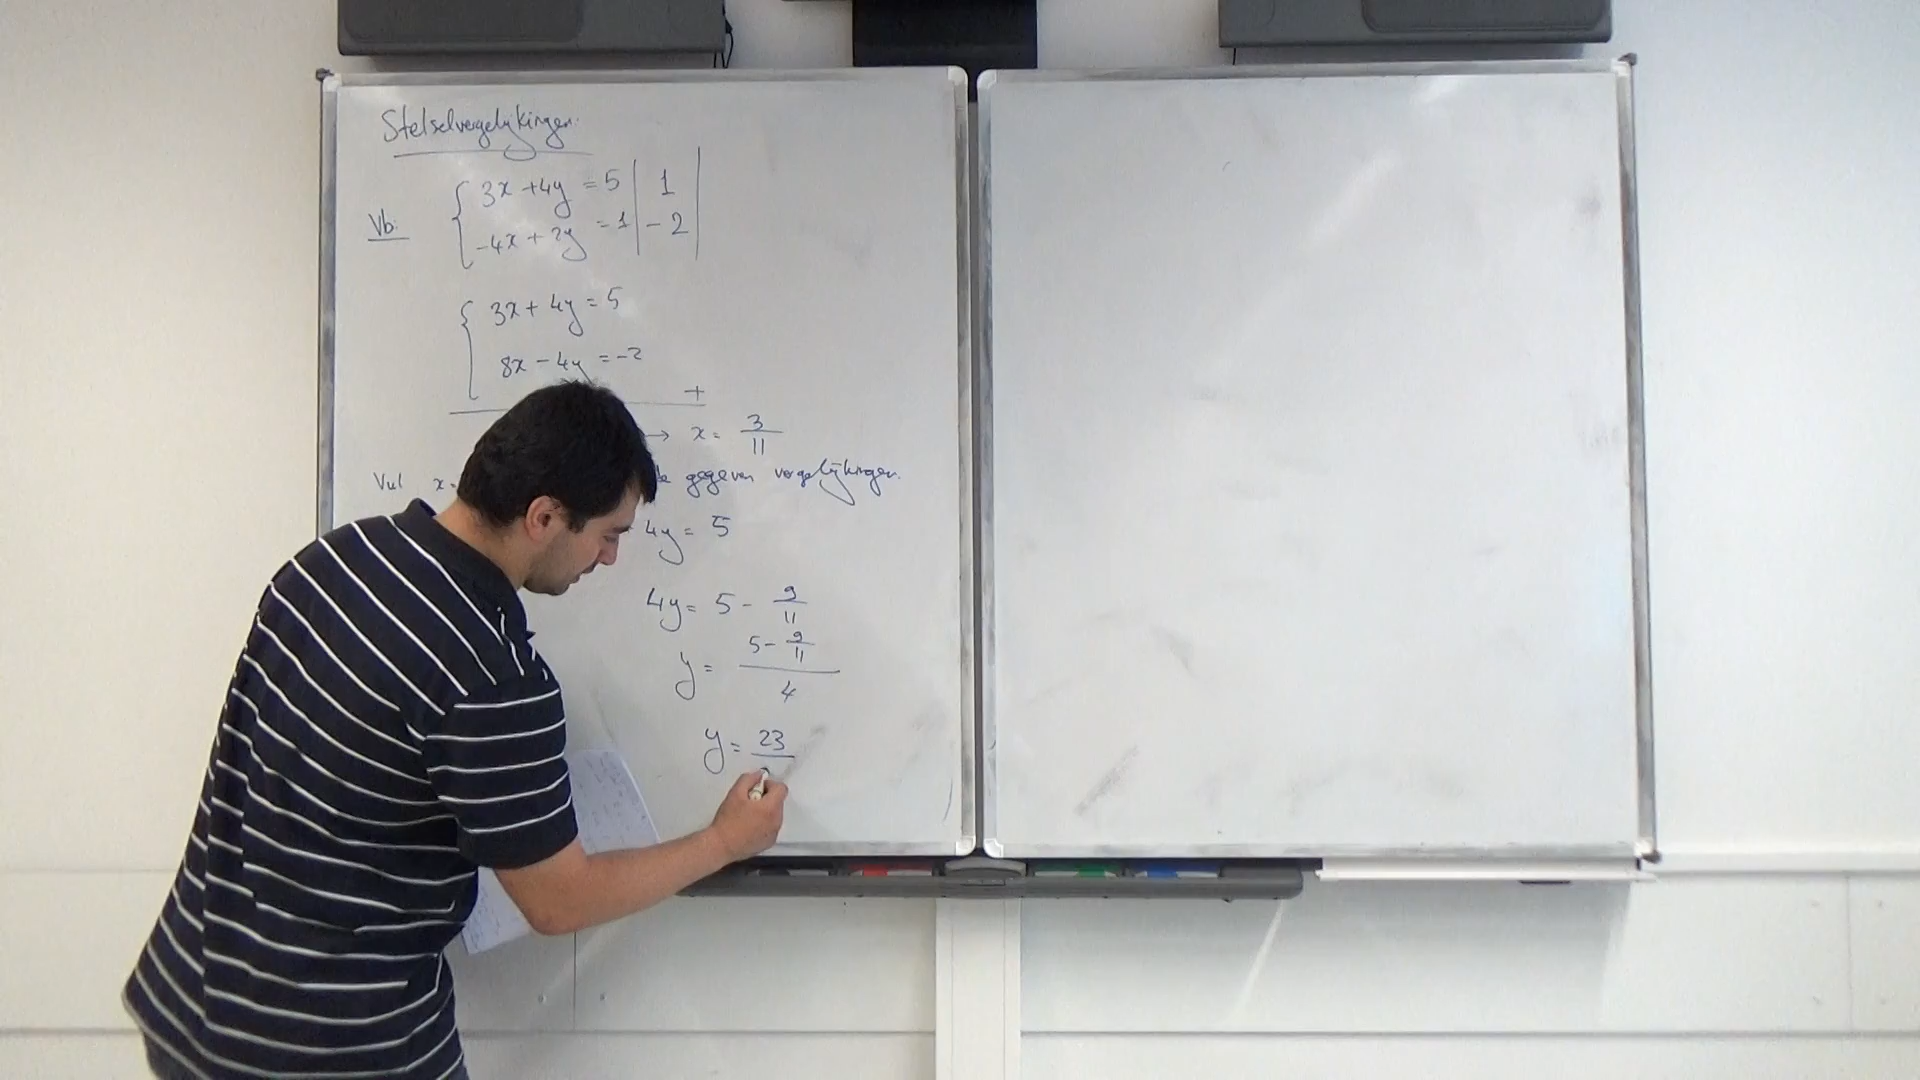 Stelselvergelijkingen.
Vb:
3x + 4y = 5 | 1
-4x + 2y = 1 | -2
3x + 4y = 5
8x - 4y = -2
+
→ x = 3/11
Vul x = gegeven vergelijkingen.
4y = 5
4y = 5 - 9/11
y = (5 - 9/11)/4
y = 23/